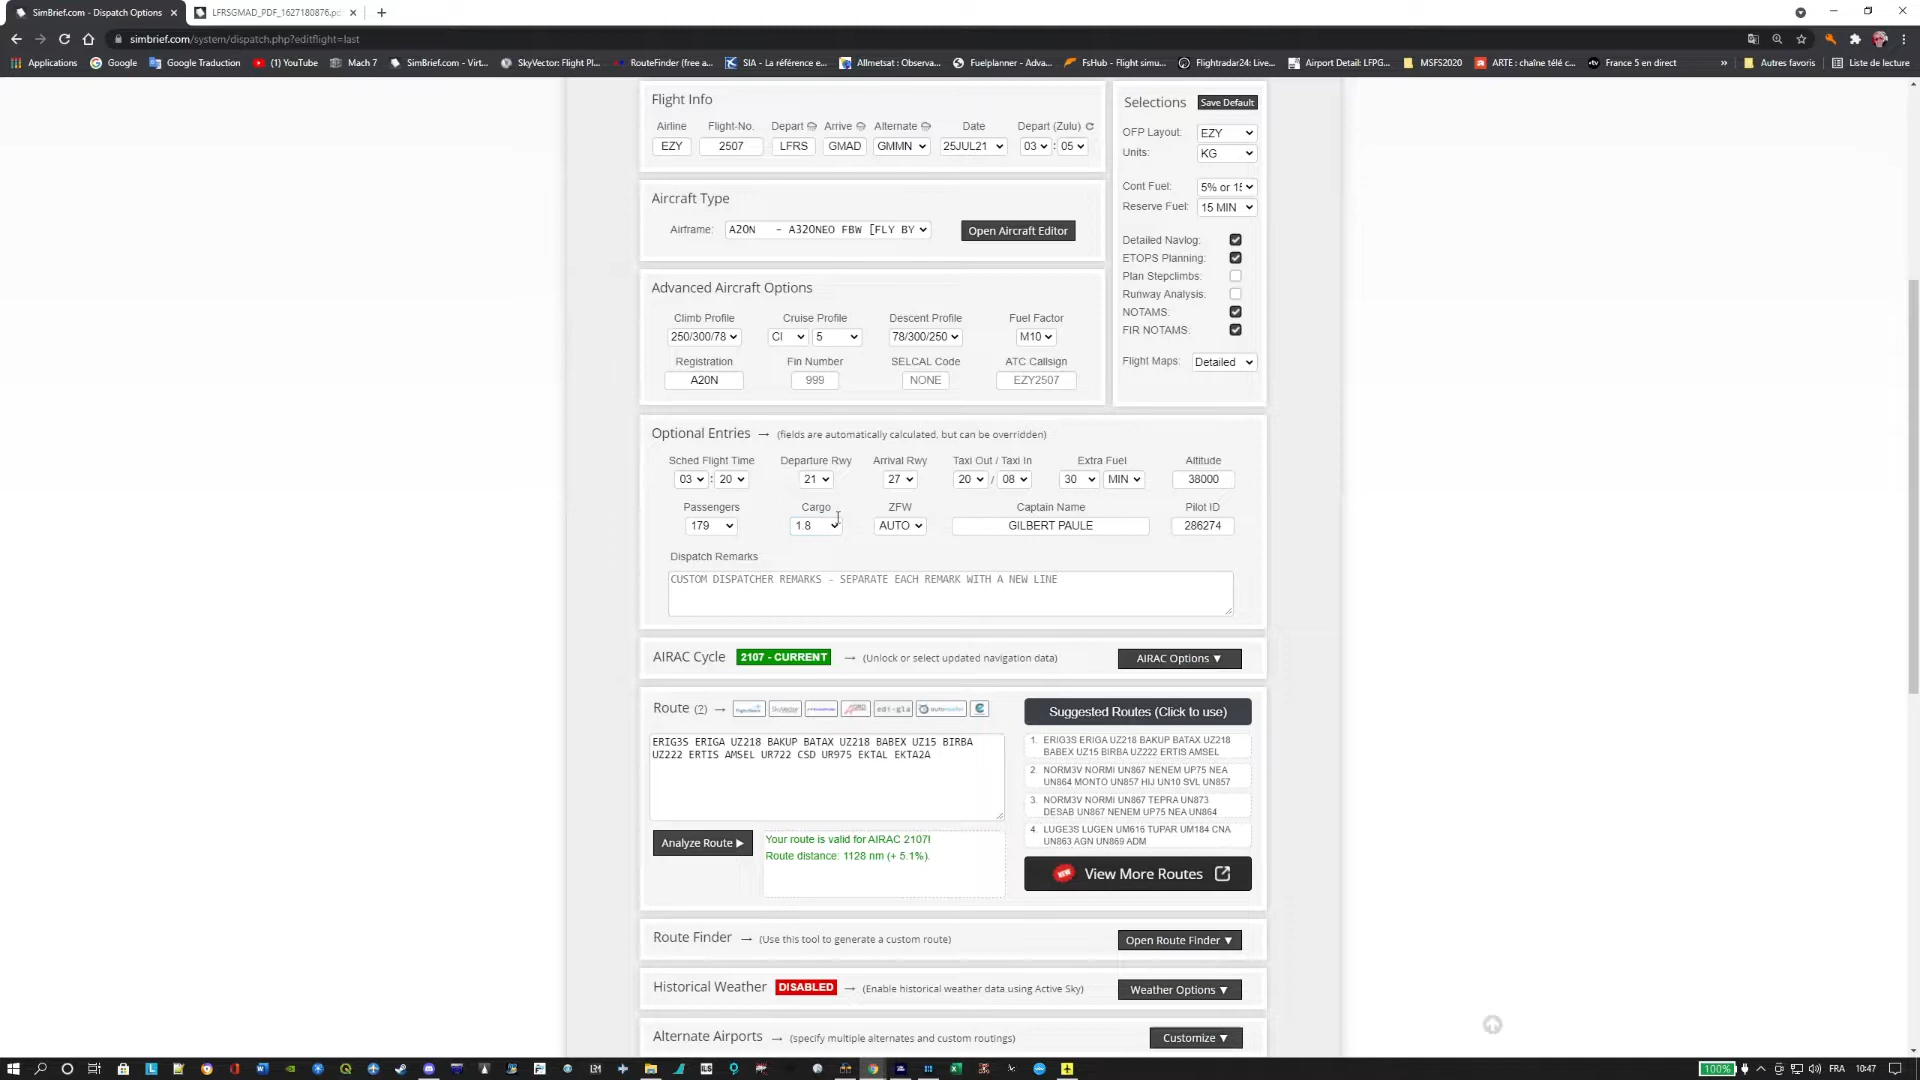 SimBrief.com - Dispatch Options
LFRSGMAD_PDF_1627180876.pd
simbrief.com/system/dispatch.php?editflight=last
Applications
Google
Google Traduction
(1) YouTube
Mach 7
SimBrief.com - Virt...
SkyVector: Flight Pl...
RouteFinder (free a...
SIA - La référence e...
Allmetsat : Observa...
Fuelplanner - Adva...
FsHub - Flight simu...
Flightradar24: Live...
Airport Detail: LFPG...
MSFS2020
ARTE : chaîne télé c...
France 5 en direct
»
Autres favoris
Liste de lecture
Flight Info
Airline Flight-No. Depart Arrive Alternate Date Depart (Zulu)
EZY 2507 LFRS GMAD GMMN 25JUL21 03 : 05
Selections Save Default
OFP Layout: EZY
Units: KG
Cont Fuel: 5% or 15
Reserve Fuel: 15 MIN
Detailed Navlog:
ETOPS Planning:
Plan Stepclimbs:
Runway Analysis:
NOTAMS:
FIR NOTAMS:
Flight Maps: Detailed
Aircraft Type
Airframe: A20N - A320NEO FBW [FLY BY Open Aircraft Editor
Advanced Aircraft Options
Climb Profile Cruise Profile Descent Profile Fuel Factor
250/300/78 CI 5 78/300/250 M10
Registration Fin Number SELCAL Code ATC Callsign
A20N 999 NONE EZY2507
Optional Entries → (fields are automatically calculated, but can be overridden)
Sched Flight Time Departure Rwy Arrival Rwy Taxi Out / Taxi In Extra Fuel Altitude
03 : 20 21 27 20 / 08 30 MIN 38000
Passengers Cargo ZFW Captain Name Pilot ID
179 1.8 AUTO GILBERT PAULE 286274
Dispatch Remarks
CUSTOM DISPATCHER REMARKS - SEPARATE EACH REMARK WITH A NEW LINE
AIRAC Cycle 2107 - CURRENT → (Unlock or select updated navigation data) AIRAC Options ▼
Route (?) →
ERIG3S ERIGA UZ218 BAKUP BATAX UZ218 BABEX UZ15 BIRBA
UZ222 ERTIS AMSEL UR722 CSD UR975 EKTAL EKTA2A
Analyze Route ▶
Your route is valid for AIRAC 2107!
Route distance: 1128 nm (+ 5.1%).
Suggested Routes (Click to use)
1. ERIG3S ERIGA UZ218 BAKUP BATAX UZ218
BABEX UZ15 BIRBA UZ222 ERTIS AMSEL
2. NORM3V NORMI UN867 NENEM UP75 NEA
UN864 MONTO UN857 HIJ UN10 SVL UN857
3. NORM3V NORMI UN867 TEPRA UN873
DESAB UN867 NENEM UP75 NEA UN864
4. LUGE3S LUGEN UM616 TUPAR UM184 CNA
UN863 AGN UN869 ADM
View More Routes
Route Finder → (Use this tool to generate a custom route) Open Route Finder ▼
Historical Weather DISABLED → (Enable historical weather data using Active Sky) Weather Options ▼
Alternate Airports → (specify multiple alternates and custom routings) Customize ▼
100%
FRA
10:47